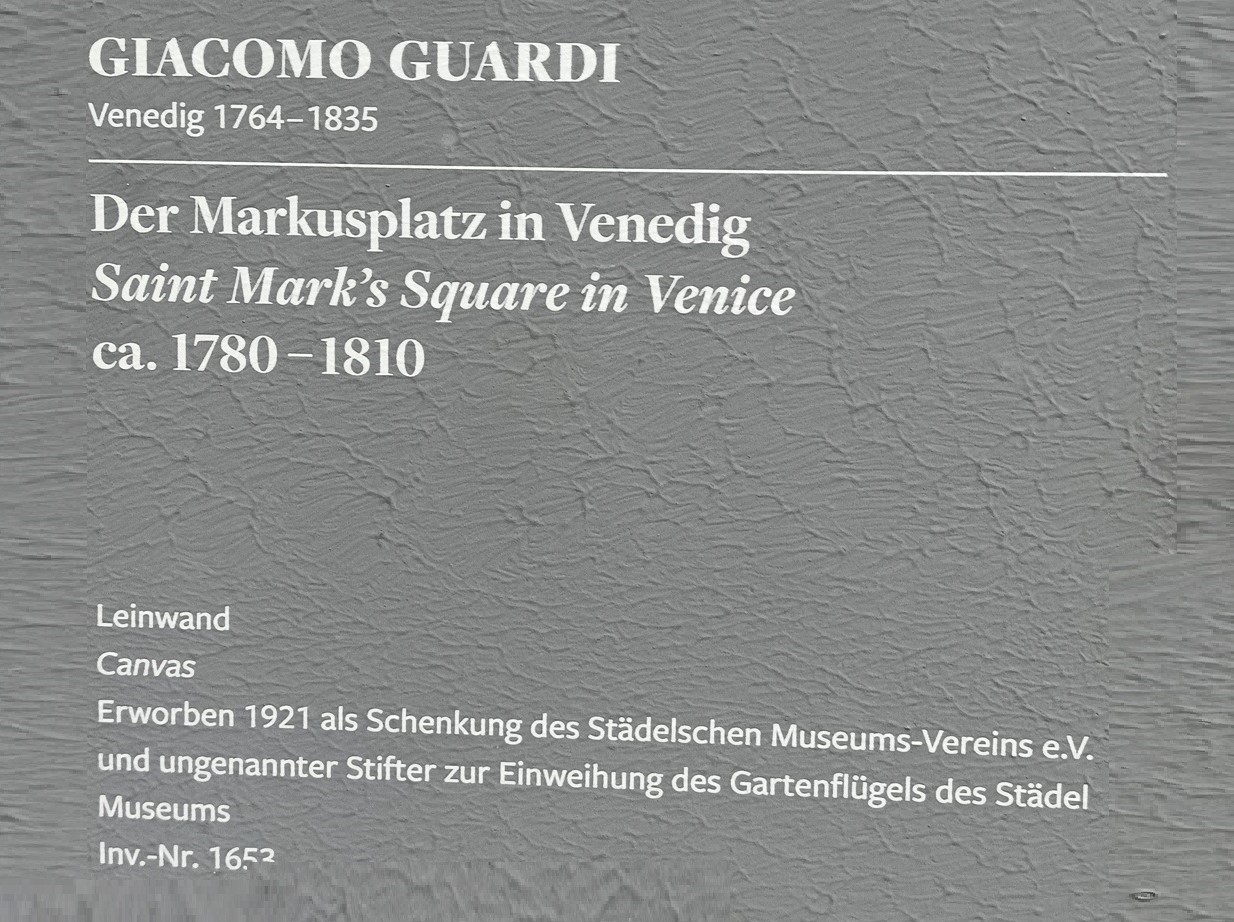 GIACOMO GUARDI
Venedig 1764–1835
Der Markusplatz in Venedig
Saint Mark's Square in Venice
ca. 1780 – 1810
Leinwand
Canvas
Erworben 1921 als Schenkung des Städelschen Museums-Vereins e.V.
und ungenannter Stifter zur Einweihung des Gartenflügels des Städel
Museums
Inv.-Nr.